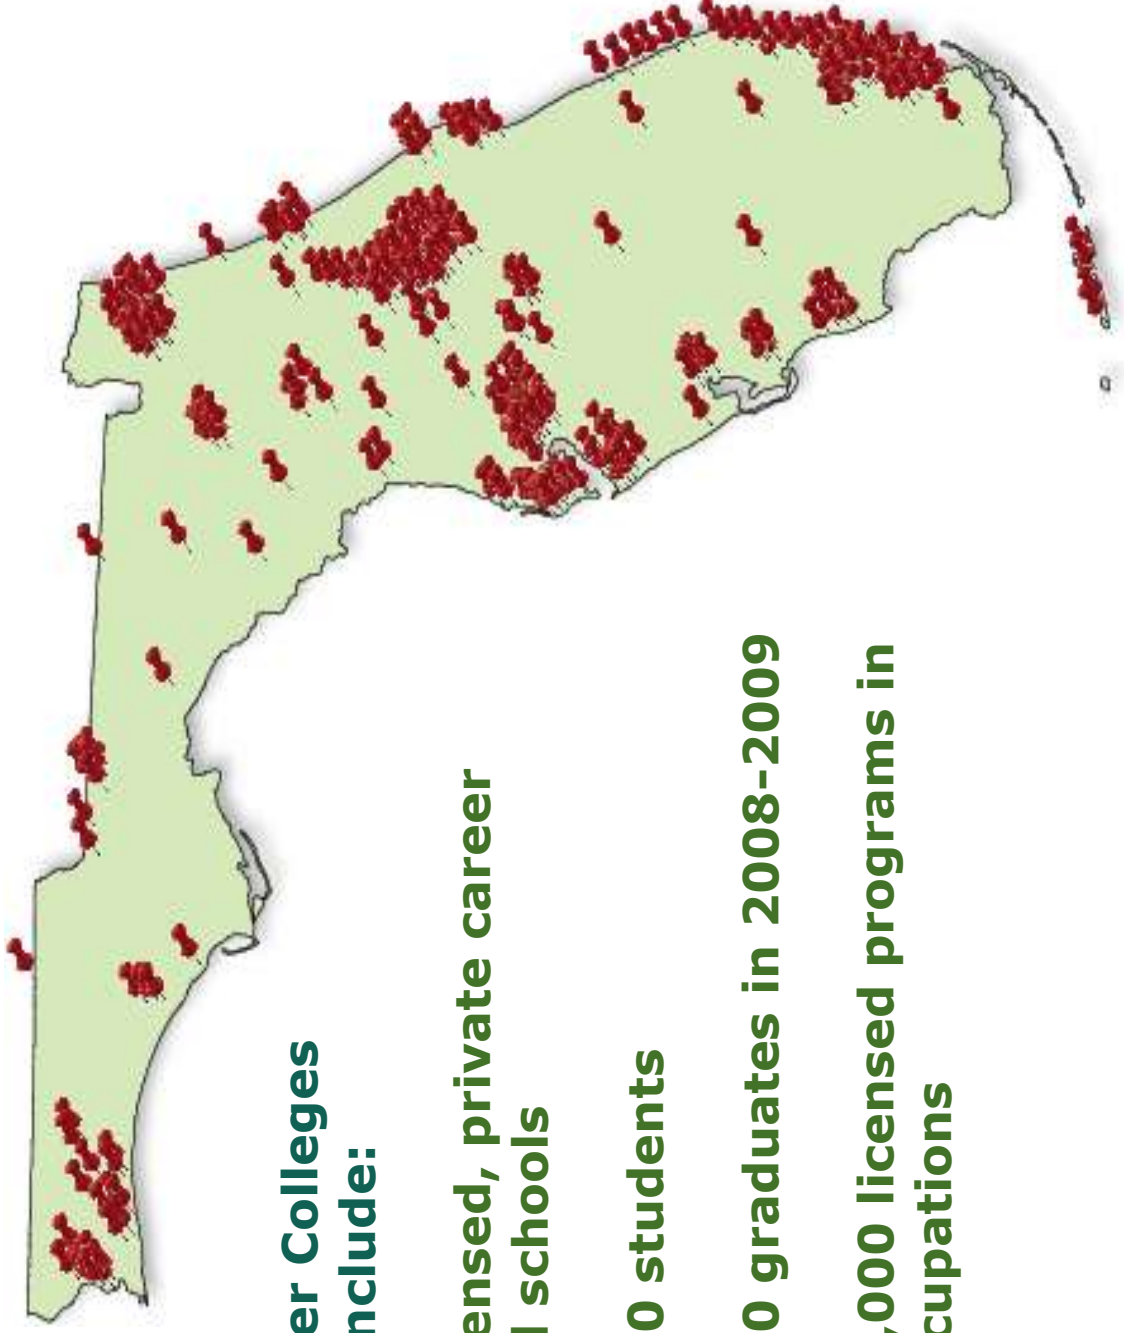 er Colleges
nclude:
ensed, private career
l schools
0 students
0 graduates in 2008-2009
,000 licensed programs in
cupations